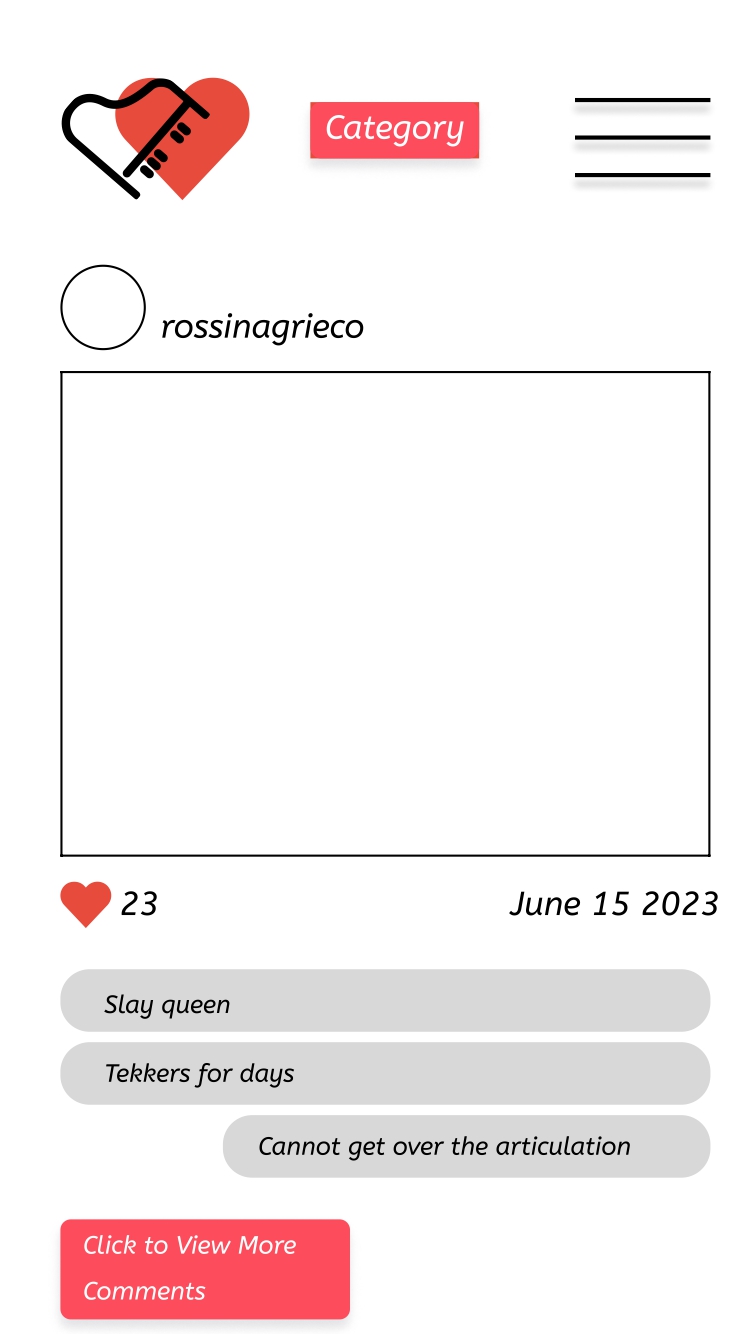 Category
rossinagrieco
23
June 15 2023
Slay queen
Tekkers for days
Cannot get over the articulation
Click to View More
Comments